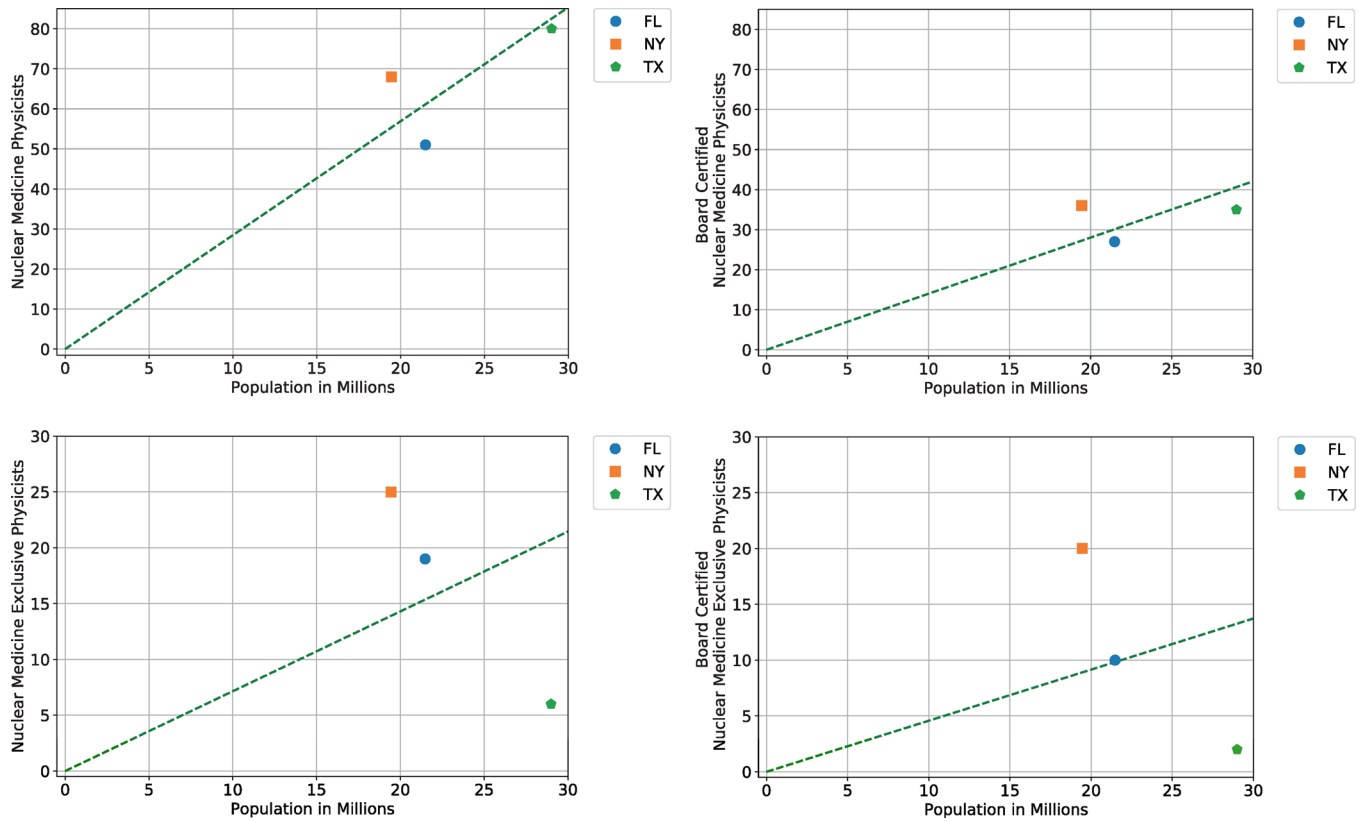 80
70
60
50
40
30
20
10
0
Nuclear Medicine Physicists
0 5 10 15 20 25 30
Population in Millions
FL
NY
TX
80
70
60
50
40
30
20
10
0
Board Certified
Nuclear Medicine Physicists
0 5 10 15 20 25 30
Population in Millions
FL
NY
TX
30
25
20
15
10
5
0
Nuclear Medicine Exclusive Physicists
0 5 10 15 20 25 30
Population in Millions
FL
NY
TX
30
25
20
15
10
5
0
Board Certified
Nuclear Medicine Exclusive Physicists
0 5 10 15 20 25 30
Population in Millions
FL
NY
TX